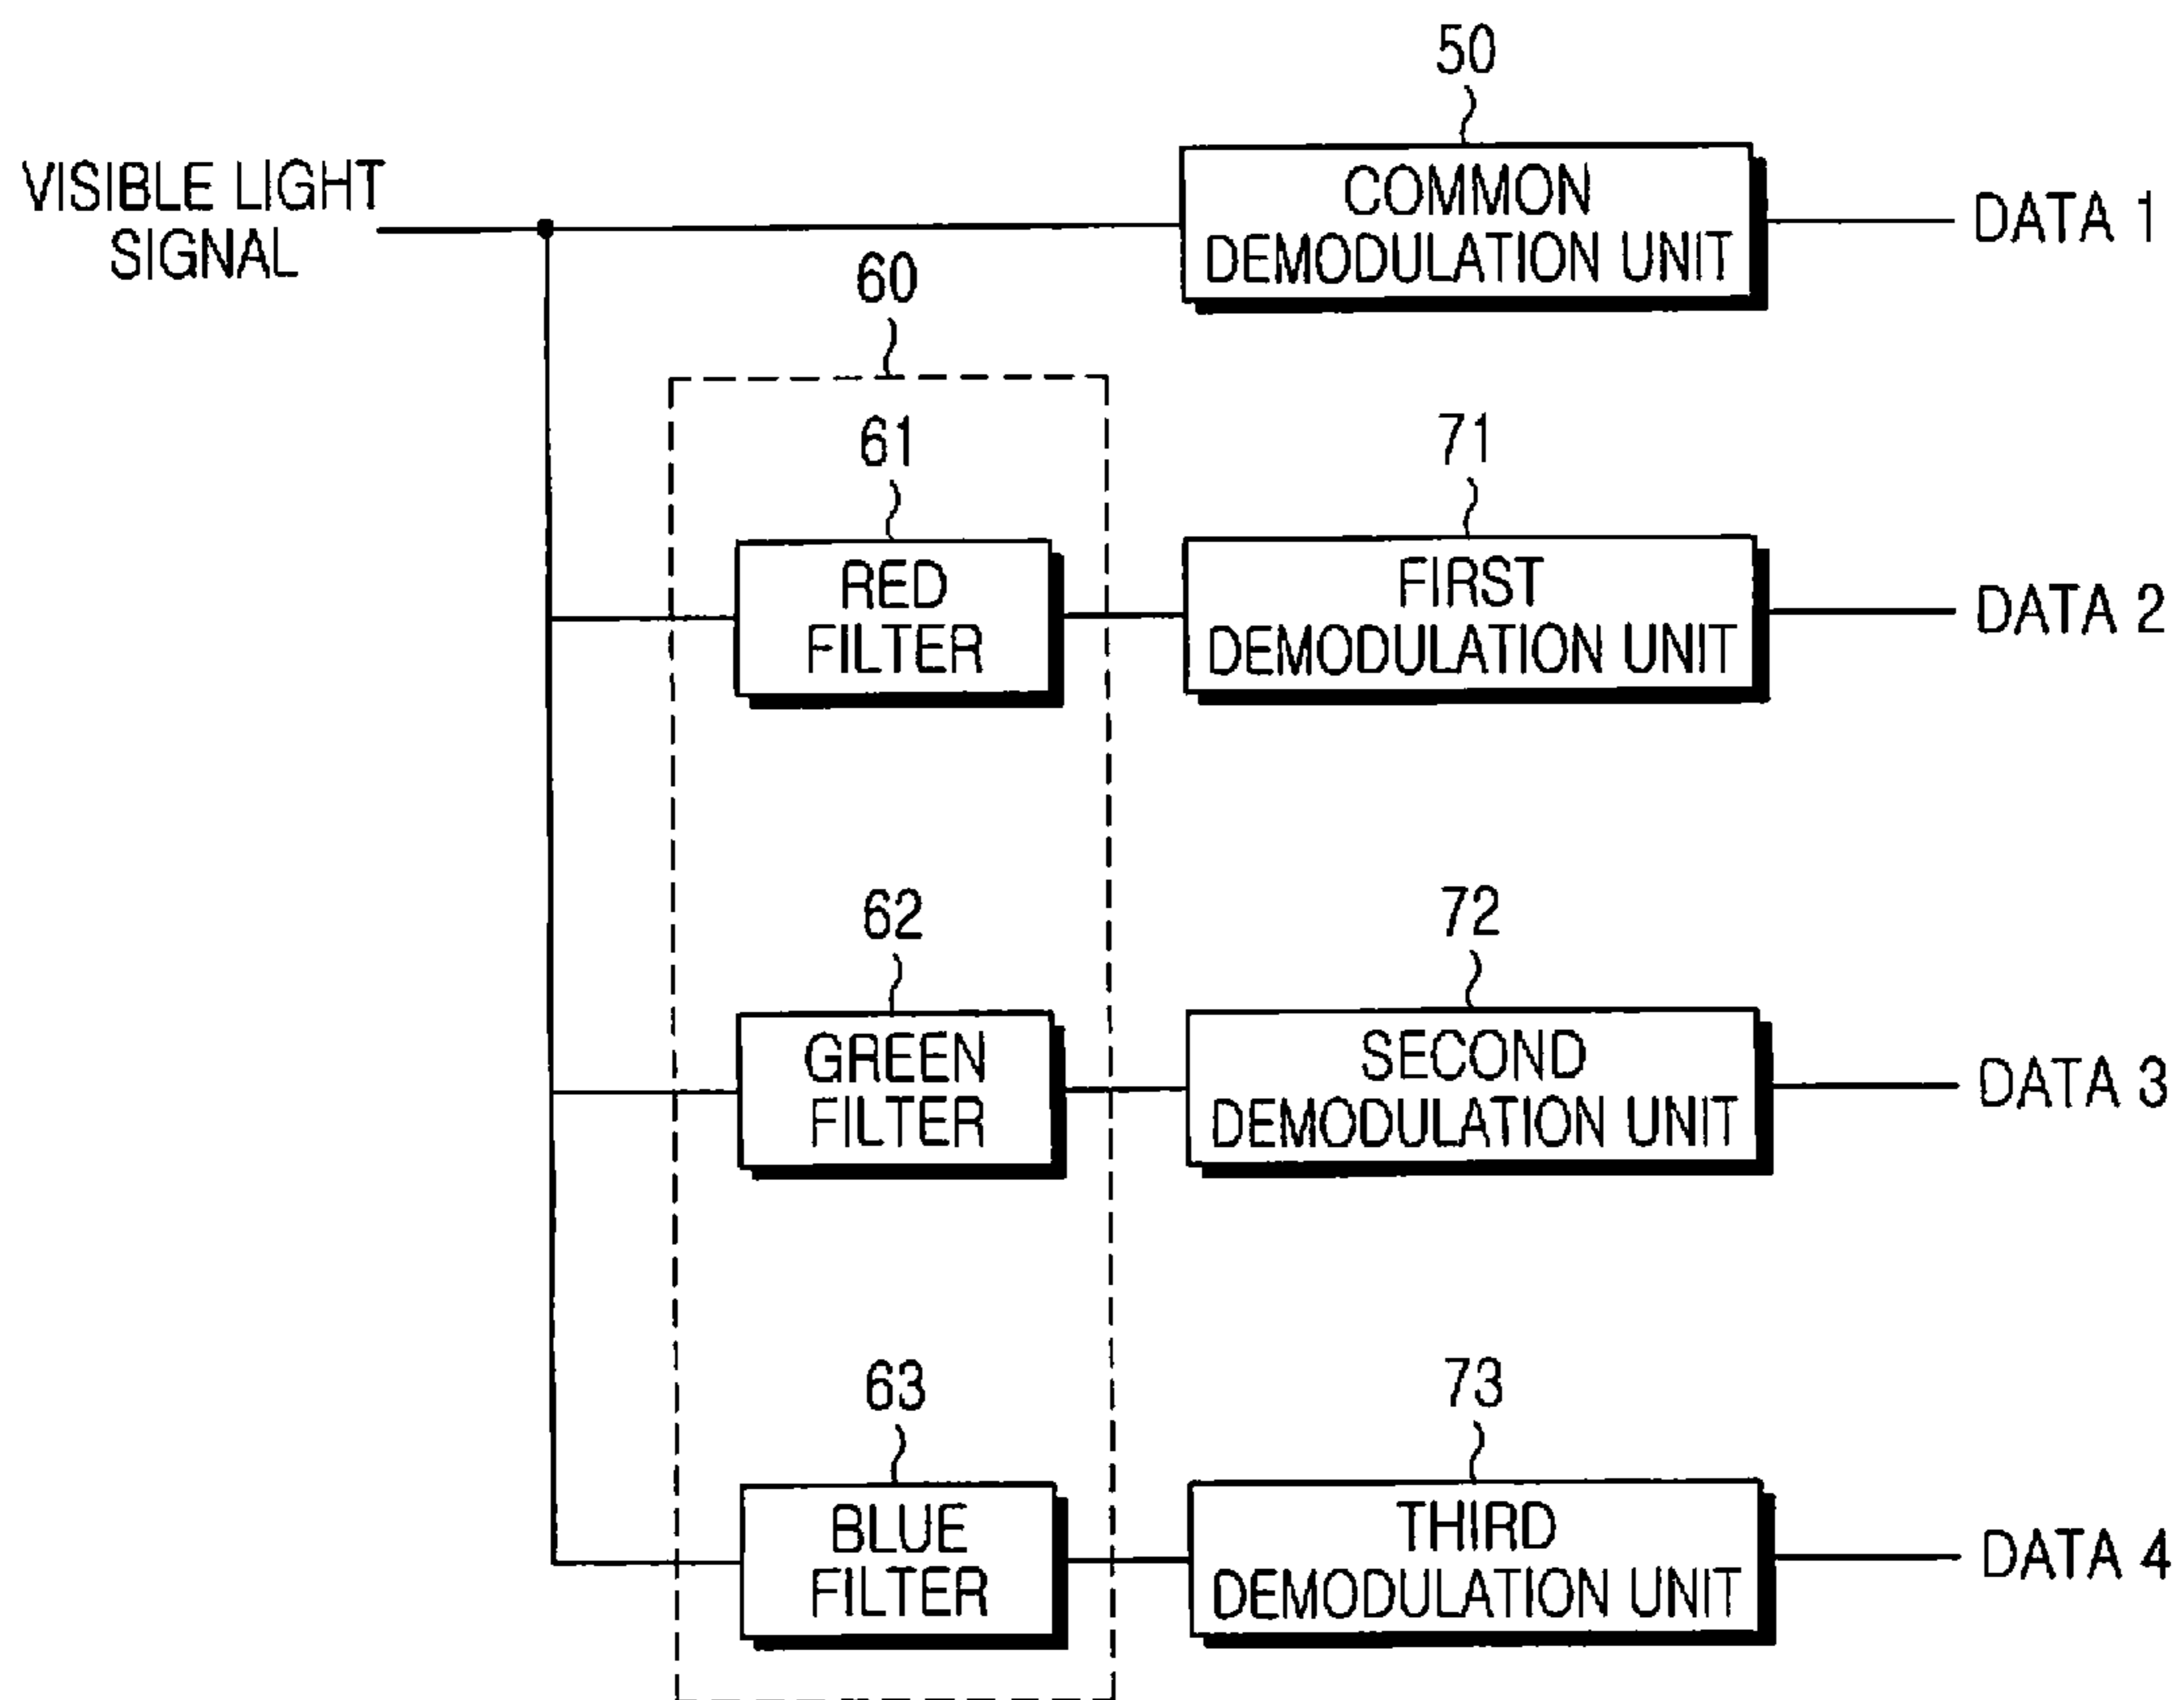 50
VISIBLE LIGHT
SIGNAL
COMMON
DEMODULATION UNIT
DATA 1
60
61
71
RED
FILTER
FIRST
DEMODULATION UNIT
DATA 2
62
72
GREEN
FILTER
SECOND
DEMODULATION UNIT
DATA 3
63
73
BLUE
FILTER
THIRD
DEMODULATION UNIT
DATA 4